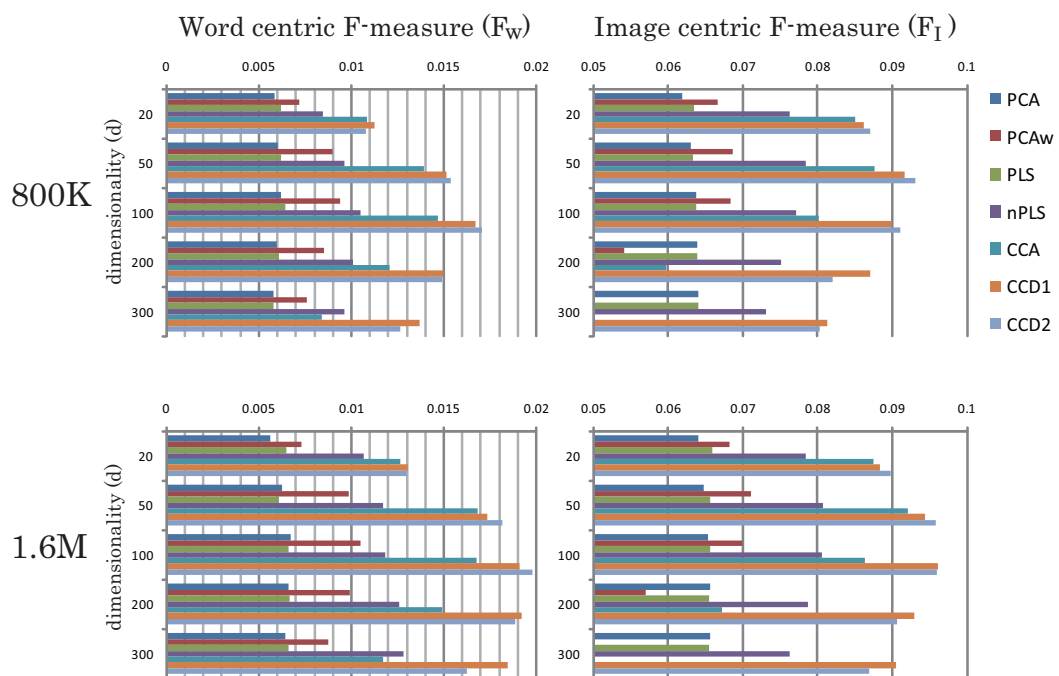 Word centric F-measure (FW)
Image centric F-measure (FI )
0 0.005 0.01 0.015 0.02
0.05 0.06 0.07 0.08 0.09 0.1
800K
dimensionality (d)
20
50
100
200
300
20
50
100
200
300
PCA
PCAw
PLS
nPLS
CCA
CCD1
CCD2
0 0.005 0.01 0.015 0.02
0.05 0.06 0.07 0.08 0.09 0.1
1.6M
dimensionality (d)
20
50
100
200
300
20
50
100
200
300